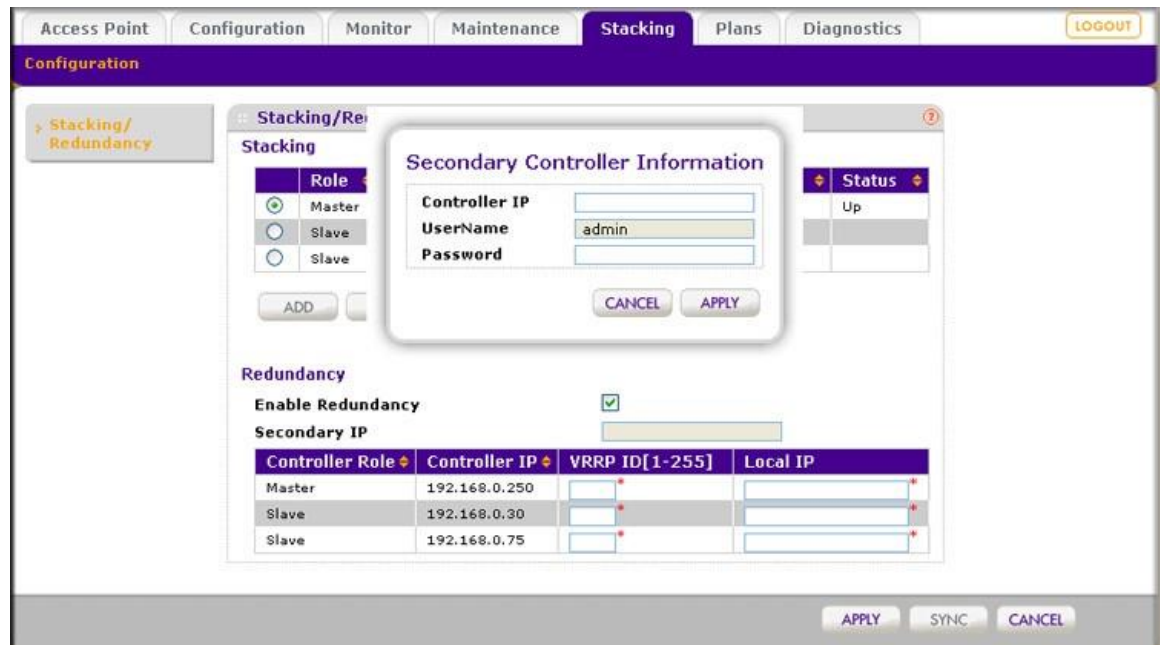 Access Point Configuration Monitor Maintenance Stacking Plans Diagnostics LOGOUT
Configuration
Stacking/
Redundancy
Stacking/Re
?
Stacking
Role Status
Master Up
Slave
Slave
ADD
Secondary Controller Information
Controller IP
UserName admin
Password
CANCEL APPLY
Redundancy
Enable Redundancy
Secondary IP
Controller Role Controller IP VRRP ID[1-255] Local IP
Master 192.168.0.250 * *
Slave 192.168.0.30 * *
Slave 192.168.0.75 * *
APPLY SYNC CANCEL